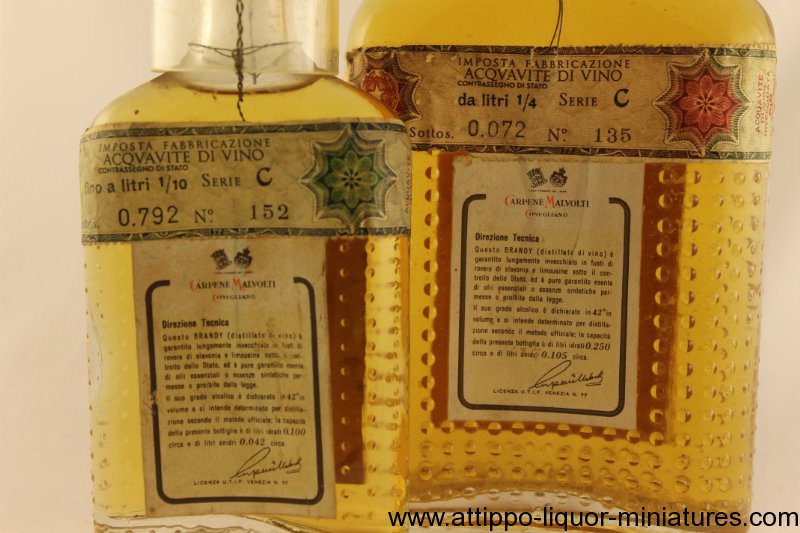 IMPOSTA FABBRICAZIONE
ACQVAVITE DI VINO
CONTRASSEGNO DI STATO
fino a litri 1/10 SERIE C
0.792 Nº 152
CARPENÈ MALVOLTI
CONEGLIANO
Direzione Tecnica
Questo BRANDY (distillato di vino) è
garantito lungamente invecchiato in fusti di
rovere di slavonia e limousine sotto il con-
trollo dello Stato, ed è pure garantito esente
di olii essenziali o essenze sintetiche per-
messe o proibite dalla legge.
Il suo grado alcolico è dichiarato in 42° in
volume e si intende determinato per distilla-
zione secondo il metodo ufficiale; la capacità
della presente bottiglia è di litri idrati 0.100
circa e di litri anidri 0.042 circa.
LICENZA U.T.I.F. VENEZIA N. 77
IMPOSTA FABBRICAZIONE
ACQVAVITE DI VINO
CONTRASSEGNO DI STATO
da litri 1/4 SERIE C
Sottos. 0.072 Nº 135
ACQUAVITE
CARPENÈ MALVOLTI
CONEGLIANO
Direzione Tecnica
Questo BRANDY (distillato di vino) è
garantito lungamente invecchiato in fusti di
rovere di slavonia e limousine sotto il con-
trollo dello Stato, ed è pure garantito esente
di olii essenziali o essenze sintetiche per-
messe o proibite dalla legge.
Il suo grado alcolico è dichiarato in 42° in
volume e si intende determinato per distilla-
zione secondo il metodo ufficiale; la capacità
della presente bottiglia è di litri idrati 0.250
circa e di litri anidri 0.105 circa.
LICENZA U.T.I.F. VENEZIA N. 77
www.attippo-liquor-miniatures.com